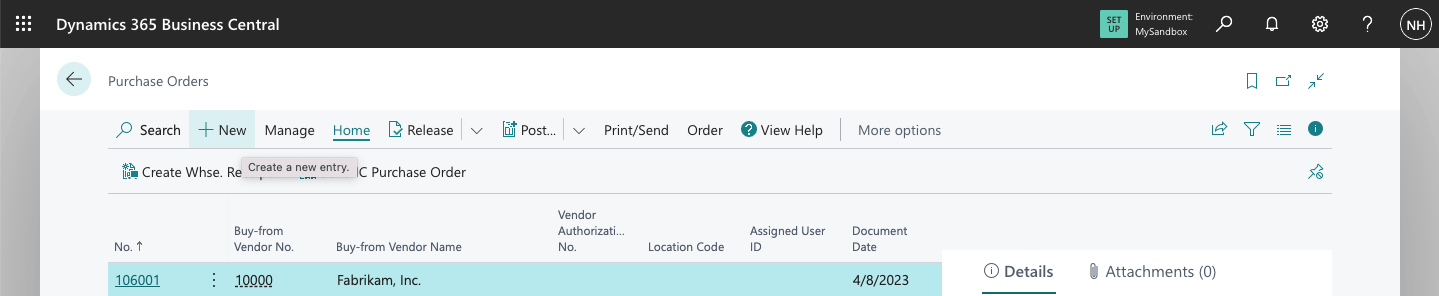 Dynamics 365 Business Central
SET UP
Environment:
MySandbox
?
NH
Purchase Orders
Search + New Manage Home Release Post... Print/Send Order ? View Help More options
Create a new entry.
Create Whse. Re C Purchase Order
No. ↑
Buy-from Vendor No.
Buy-from Vendor Name
Vendor Authorizati... No.
Location Code
Assigned User ID
Document Date
106001 10000 Fabrikam, Inc. 4/8/2023
Details Attachments (0)